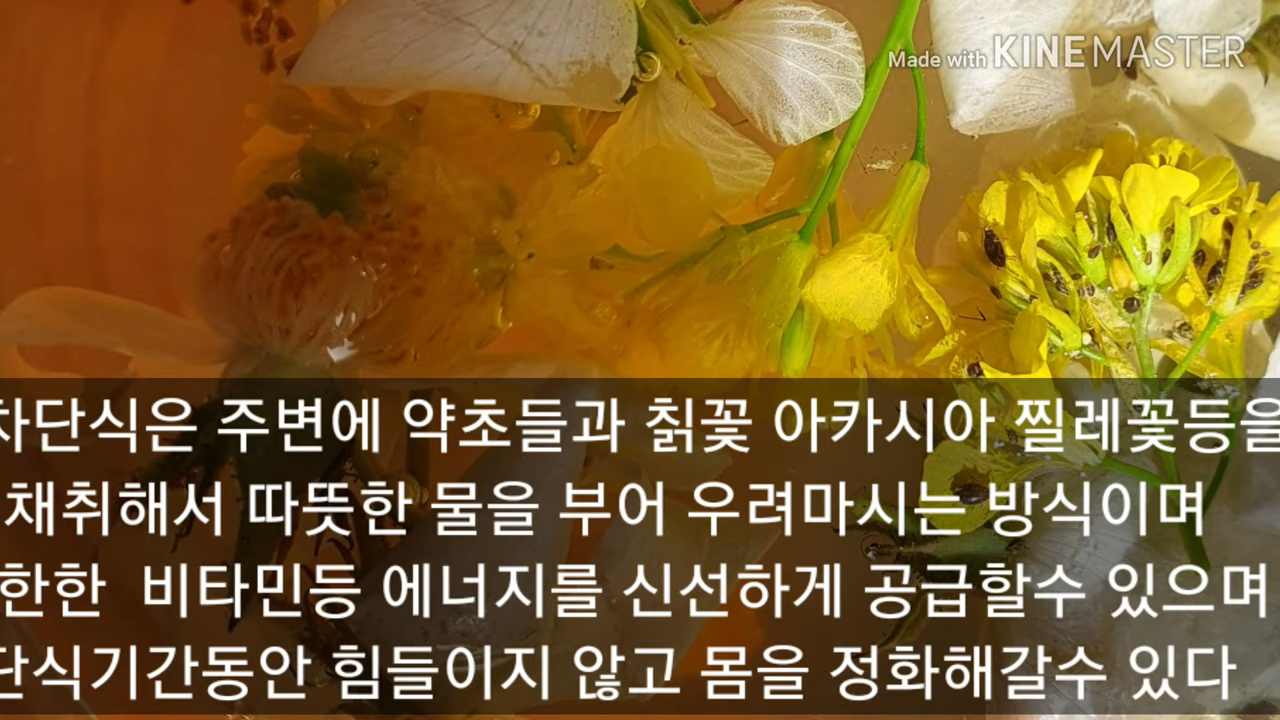 Made with KINEMASTER
차단식은 주변에 약초들과 칡꽃 아카시아 찔레꽃등을
채취해서 따뜻한 물을 부어 우려마시는 방식이며
한한 비타민등 에너지를 신선하게 공급할수 있으며
단식기간동안 힘들이지 않고 몸을 정화해갈수 있다